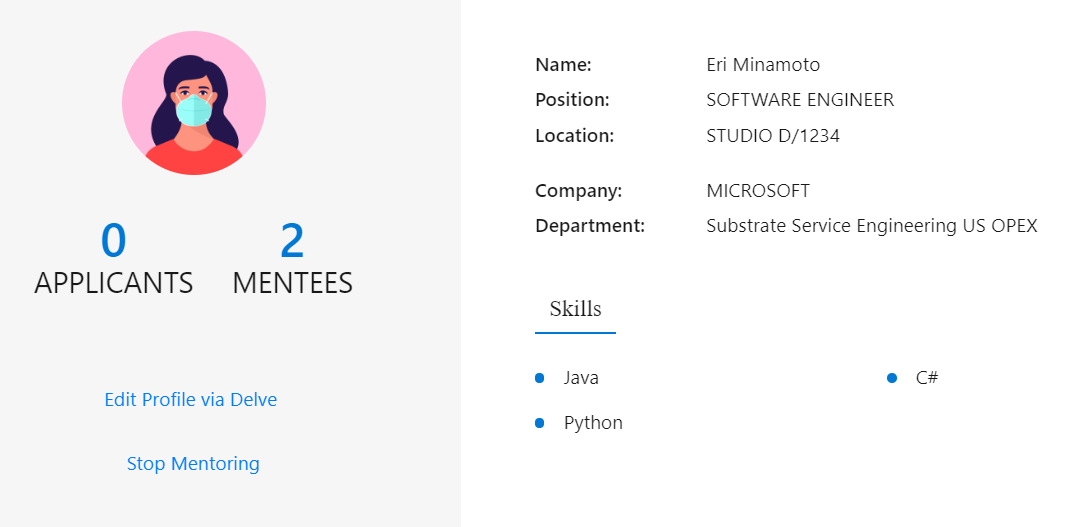 0 2
APPLICANTS MENTEES
Edit Profile via Delve
Stop Mentoring
Name: Eri Minamoto
Position: SOFTWARE ENGINEER
Location: STUDIO D/1234
Company: MICROSOFT
Department: Substrate Service Engineering US OPEX
Skills
Java C#
Python